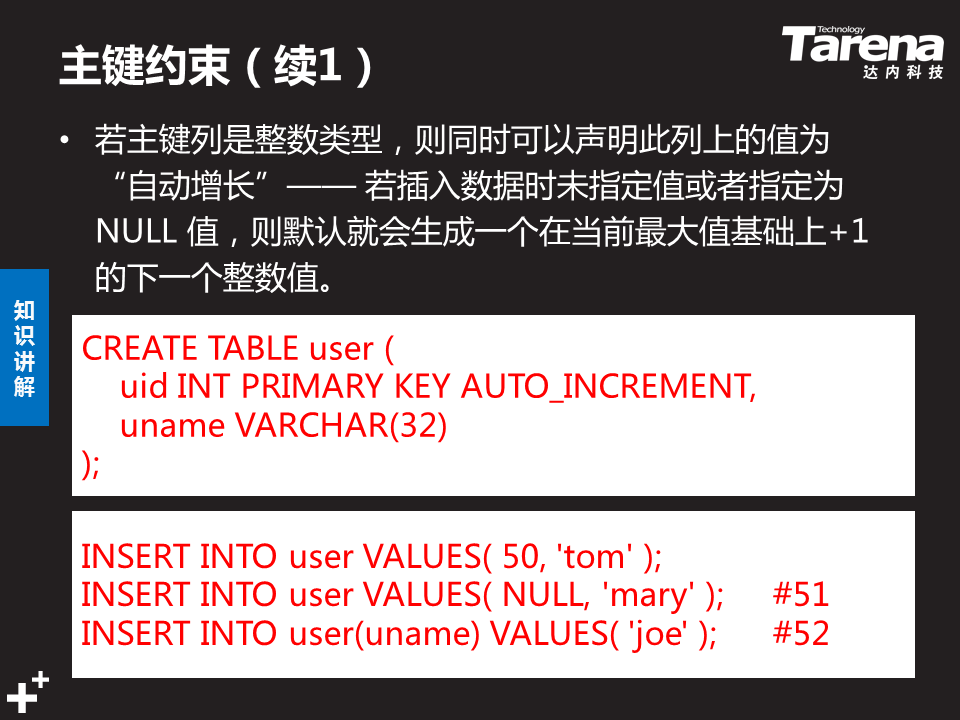 主键约束（续1）
Technology
Tarena
达内科技
• 若主键列是整数类型，则同时可以声明此列上的值为
“自动增长”—— 若插入数据时未指定值或者指定为
NULL 值，则默认就会生成一个在当前最大值基础上+1
的下一个整数值。
知
识
讲
解
CREATE TABLE user (
uid INT PRIMARY KEY AUTO_INCREMENT,
uname VARCHAR(32)
);
INSERT INTO user VALUES( 50, 'tom' );
INSERT INTO user VALUES( NULL, 'mary' ); #51
INSERT INTO user(uname) VALUES( 'joe' ); #52